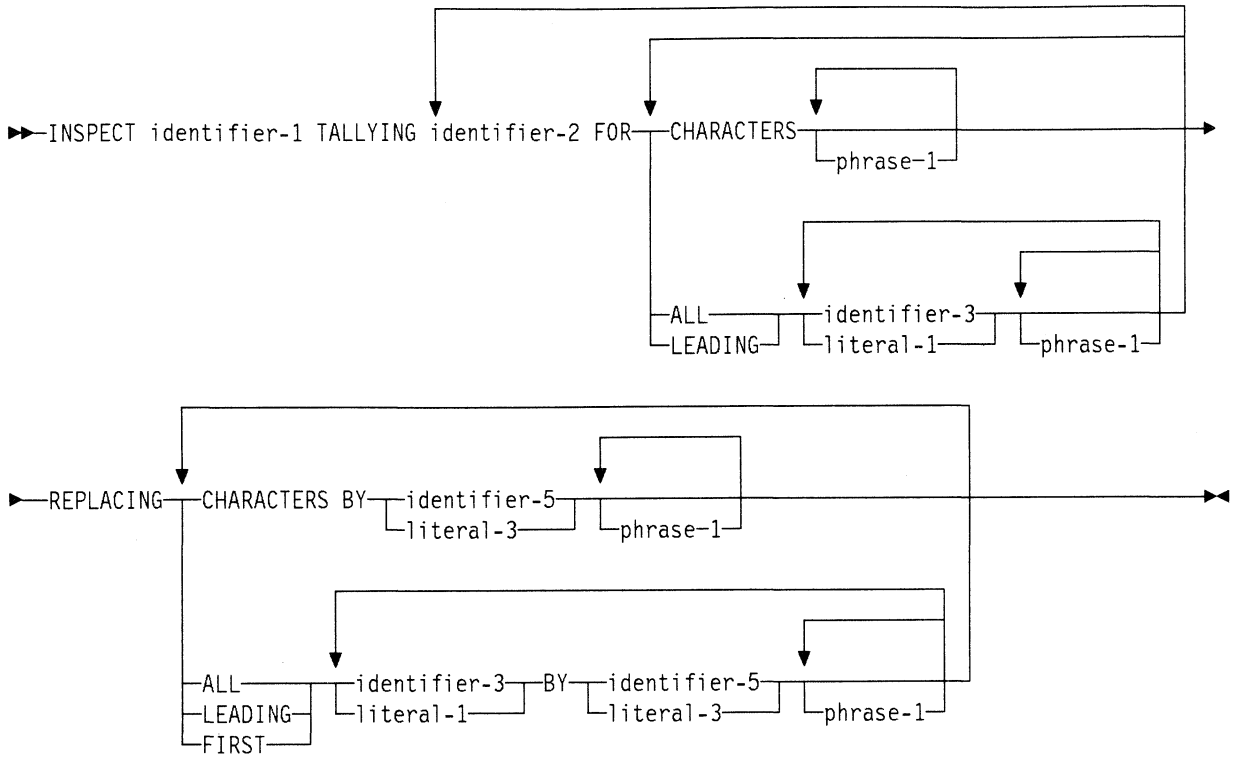 INSPECT identifier-1 TALLYING identifier-2 FOR CHARACTERS
phrase-1
ALL identifier-3
LEADING literal-1 phrase-1
REPLACING CHARACTERS BY identifier-5
literal-3 phrase-1
ALL identifier-3 BY identifier-5
LEADING literal-1 literal-3 phrase-1
FIRST